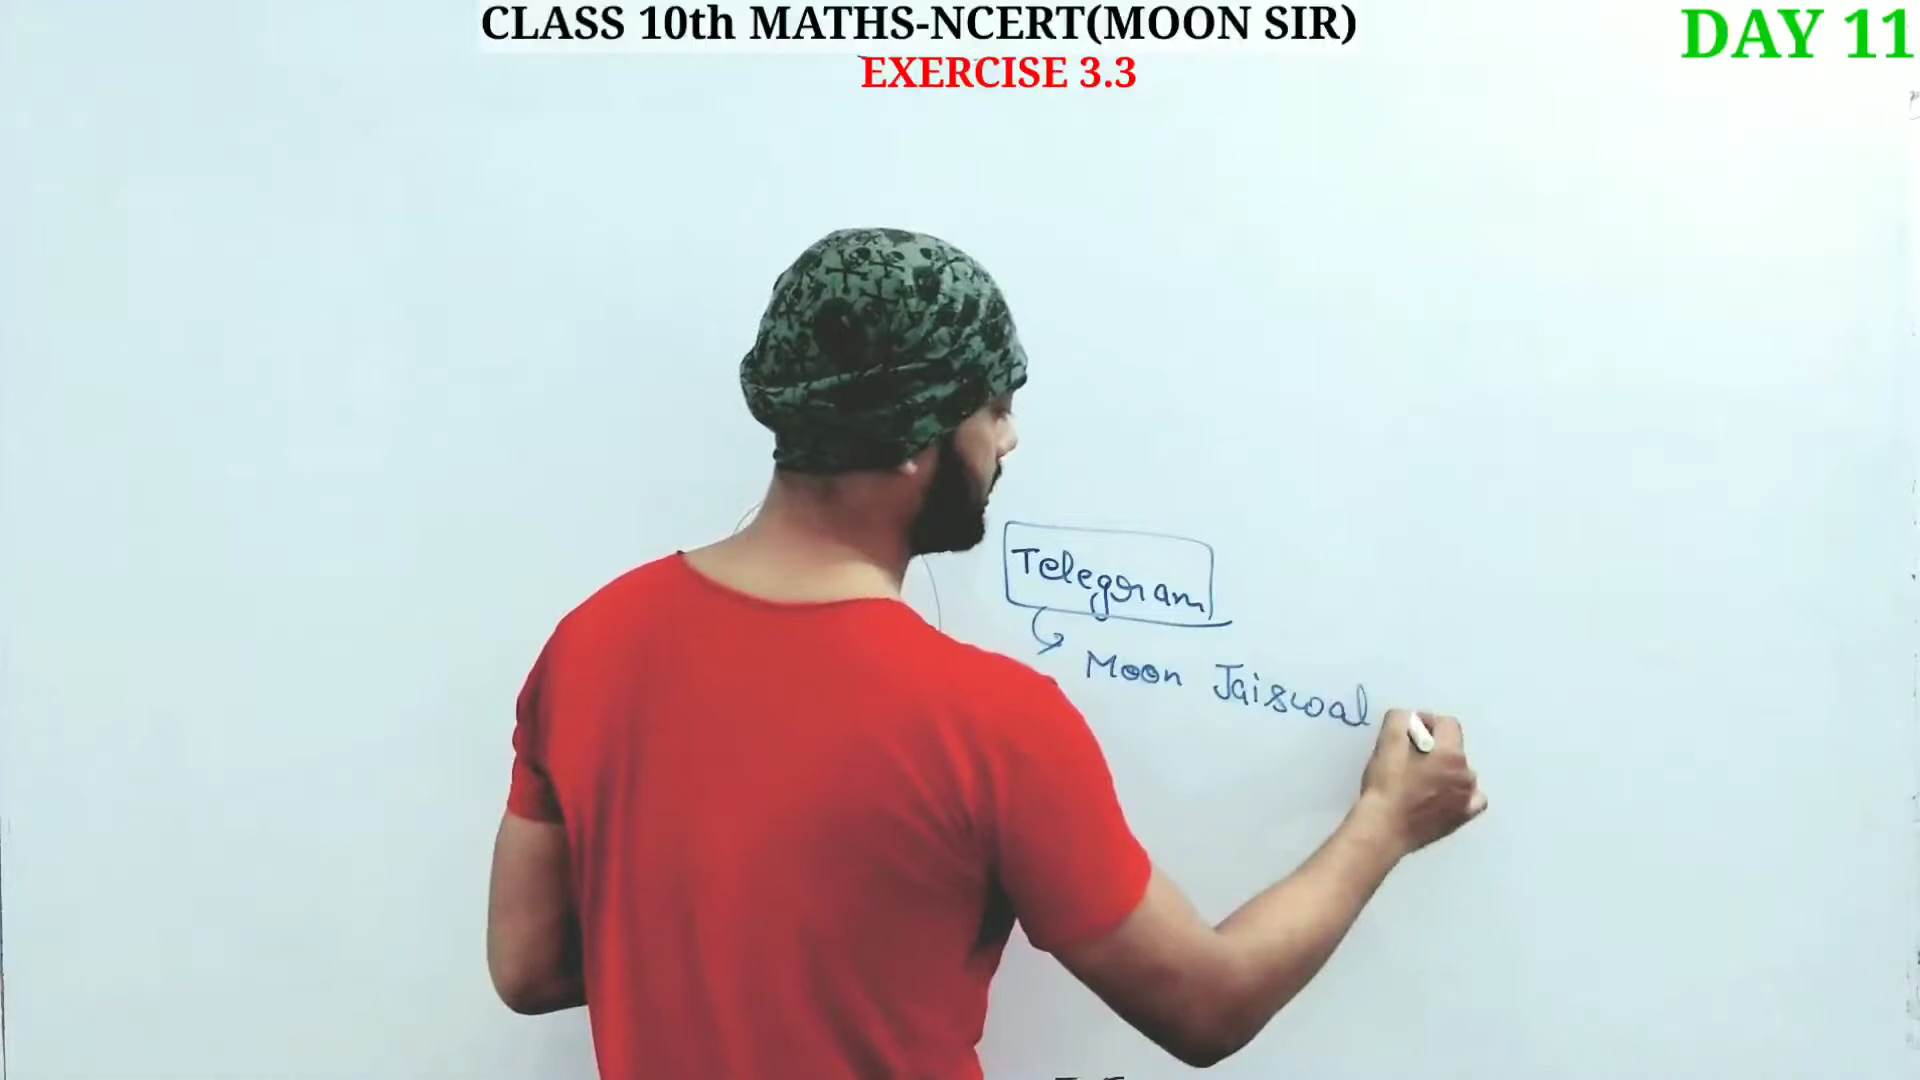 CLASS 10th MATHS-NCERT(MOON SIR)
DAY 11
EXERCISE 3.3
Telegram
Moon Jaiswal